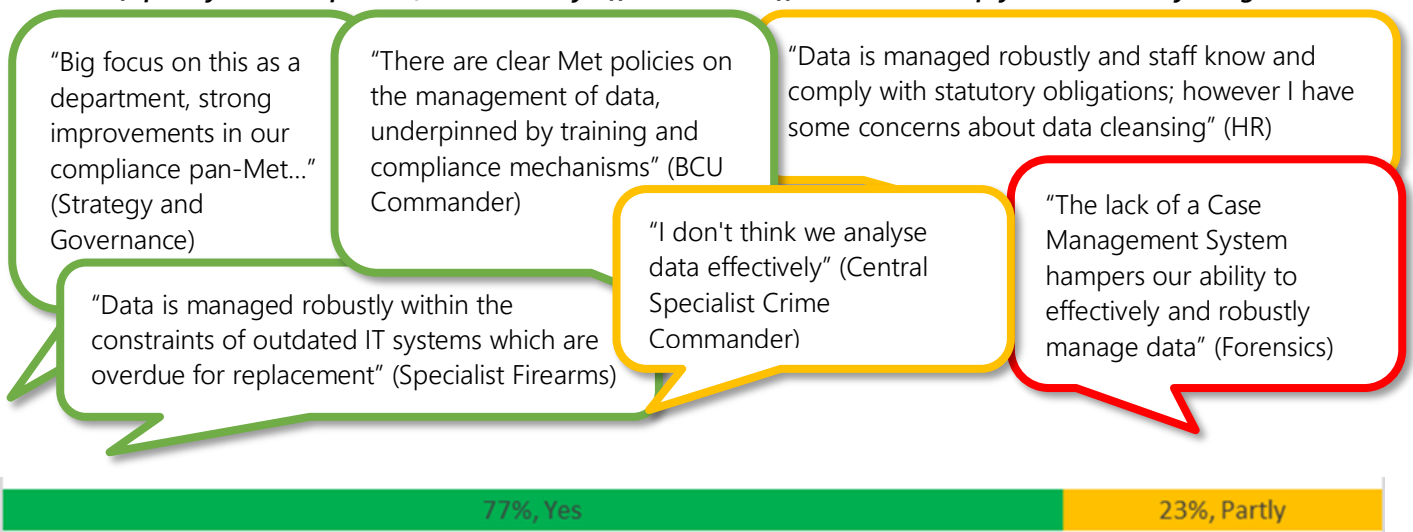 “Big focus on this as a
department, strong
improvements in our
compliance pan-Met…”
(Strategy and
Governance)
“There are clear Met policies on
the management of data,
underpinned by training and
compliance mechanisms” (BCU
Commander)
“Data is managed robustly and staff know and
comply with statutory obligations; however I have
some concerns about data cleansing” (HR)
“I don't think we analyse
data effectively” (Central
Specialist Crime
Commander)
“The lack of a Case
Management System
hampers our ability to
effectively and robustly
manage data” (Forensics)
“Data is managed robustly within the
constraints of outdated IT systems which are
overdue for replacement” (Specialist Firearms)
77%, Yes
23%, Partly